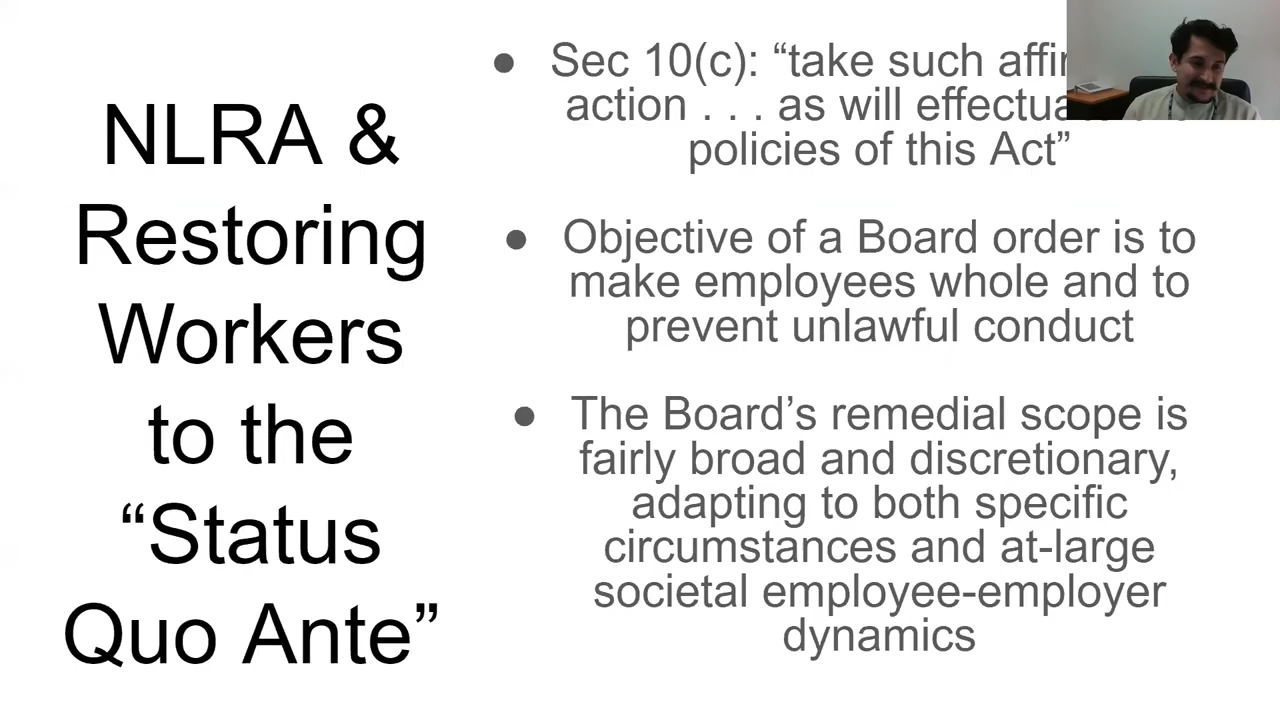 NLRA &
Restoring
Workers
to the
“Status
Quo Ante”
● Sec 10(c): “take such
action . . . as will
policies of this Act”
● Objective of a Board order is to
make employees whole and to
prevent unlawful conduct
● The Board’s remedial scope is
fairly broad and discretionary,
adapting to both specific
circumstances and at-large
societal employee-employer
dynamics